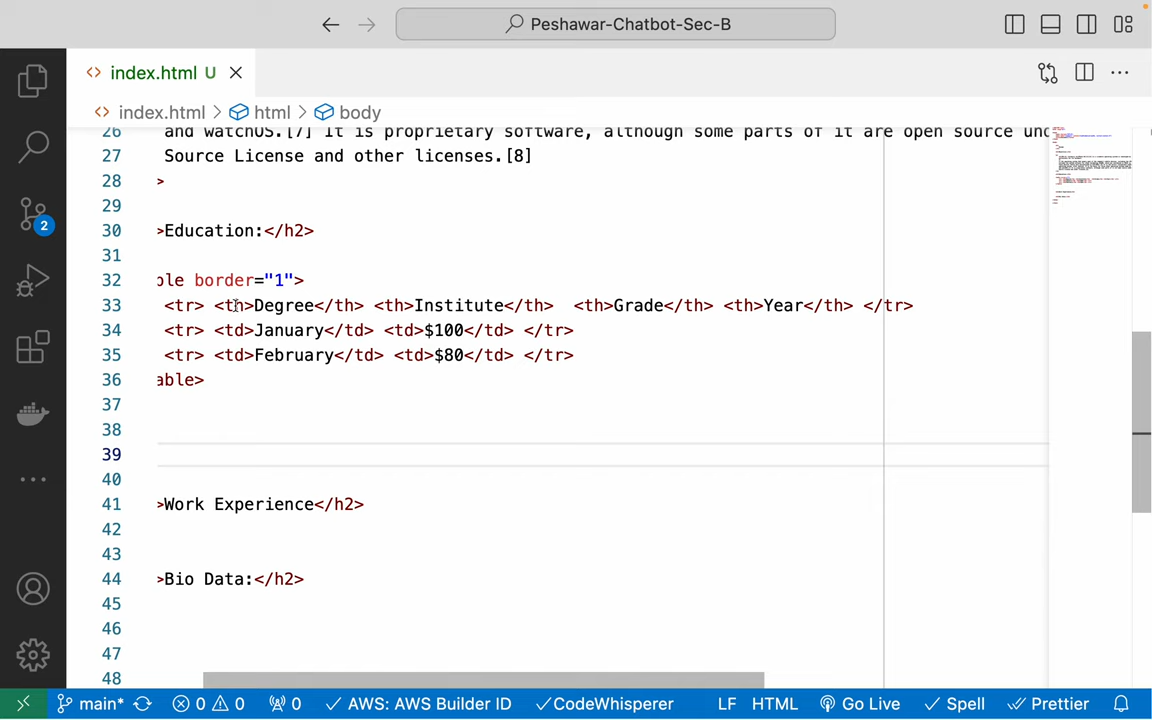 Peshawar-Chatbot-Sec-B
index.html U
index.html > html > body
26 and watchOS.[7] It is proprietary software, although some parts of it are open source
27 Source License and other licenses.[8]
28 >
29
30 >Education:</h2>
31
32 ble border="1">
33 <tr> <th>Degree</th> <th>Institute</th>  <th>Grade</th> <th>Year</th> </tr>
34 <tr> <td>January</td> <td>$100</td> </tr>
35 <tr> <td>February</td> <td>$80</td> </tr>
36 able>
37
38
39
40
41 >Work Experience</h2>
42
43
44 >Bio Data:</h2>
45
46
47
48
2
main* 0 0 0 AWS: AWS Builder ID CodeWhisperer LF HTML Go Live Spell Prettier